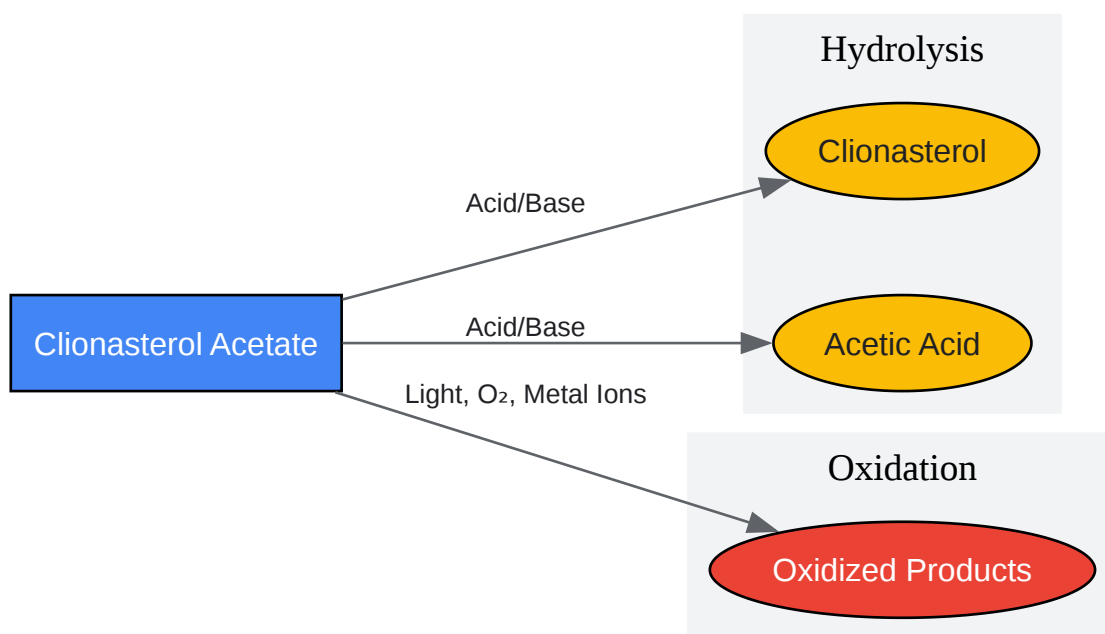 Hydrolysis
Clionasterol
Acid/Base
Clionasterol Acetate
Acid/Base
Acetic Acid
Light, O₂, Metal Ions
Oxidation
Oxidized Products